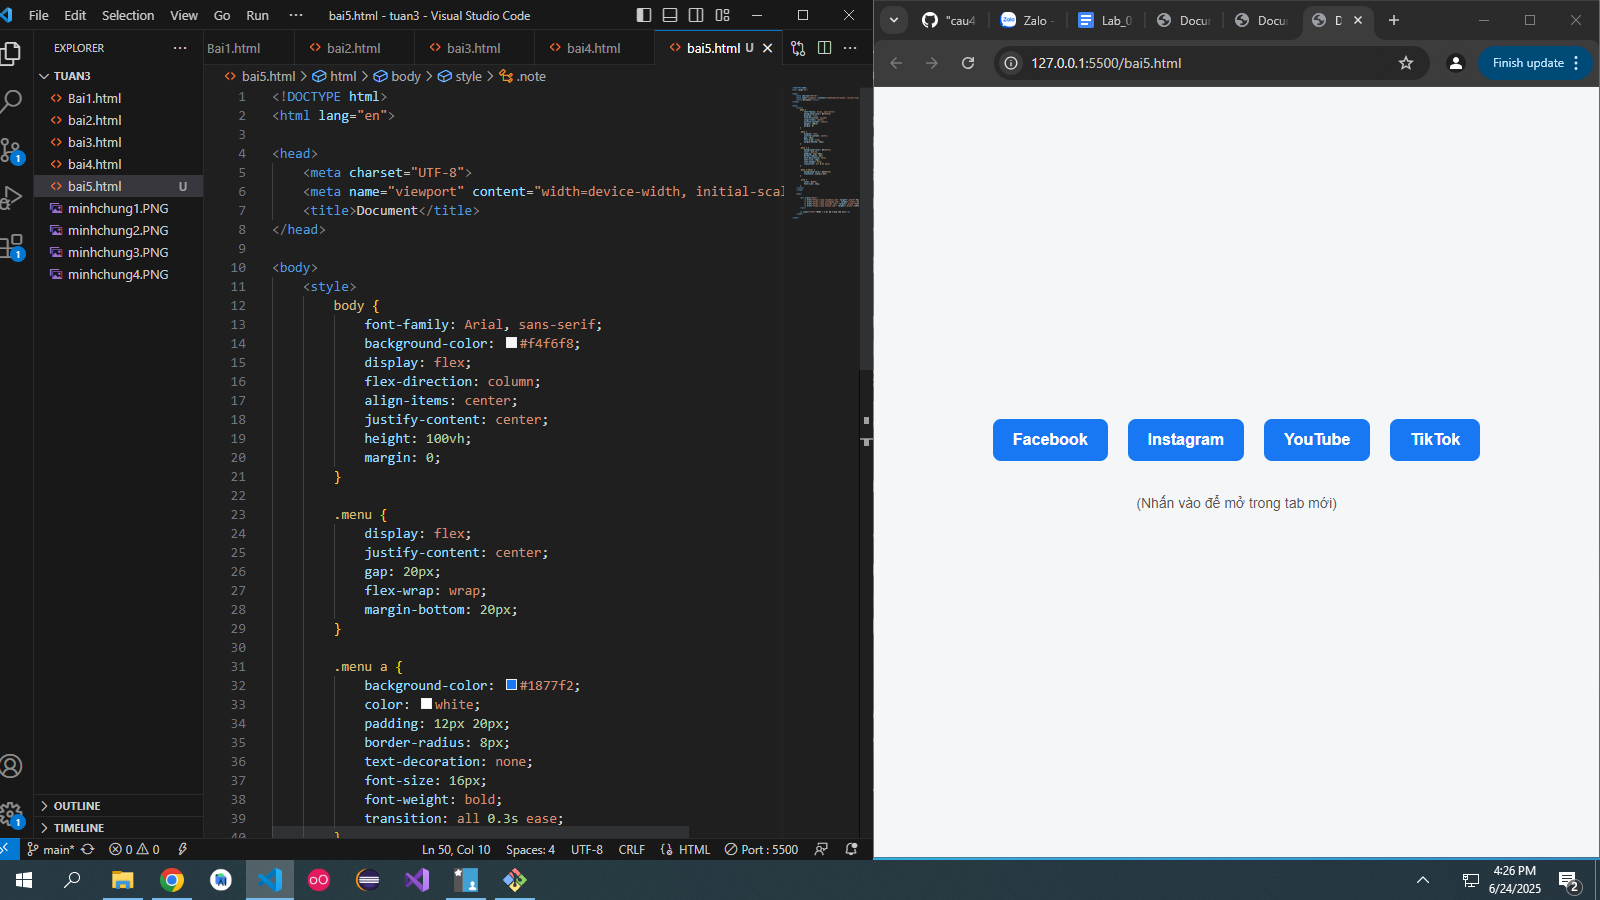 File Edit Selection View Go Run ··· bai5.html - tuan3 - Visual Studio Code
EXPLORER ···
TUAN3
Bai1.html
bai2.html
bai3.html
bai4.html
bai5.html U
minhchung1.PNG
minhchung2.PNG
minhchung3.PNG
minhchung4.PNG
OUTLINE
TIMELINE
1
1
1
Bai1.html bai2.html bai3.html bai4.html bai5.html U
bai5.html > html > body > style > .note
1 <!DOCTYPE html>
2 <html lang="en">
3
4 <head>
5 <meta charset="UTF-8">
6 <meta name="viewport" content="width=device-width, initial-scal
7 <title>Document</title>
8 </head>
9
10 <body>
11 <style>
12 body {
13 font-family: Arial, sans-serif;
14 background-color: #f4f6f8;
15 display: flex;
16 flex-direction: column;
17 align-items: center;
18 justify-content: center;
19 height: 100vh;
20 margin: 0;
21 }
22
23 .menu {
24 display: flex;
25 justify-content: center;
26 gap: 20px;
27 flex-wrap: wrap;
28 margin-bottom: 20px;
29 }
30
31 .menu a {
32 background-color: #1877f2;
33 color: white;
34 padding: 12px 20px;
35 border-radius: 8px;
36 text-decoration: none;
37 font-size: 16px;
38 font-weight: bold;
39 transition: all 0.3s ease;
40 }
main* 0 0 Ln 50, Col 10 Spaces: 4 UTF-8 CRLF HTML Port : 5500
"cau4 Zalo - Lab_0 Docu Docu D
127.0.0.1:5500/bai5.html Finish update
Facebook Instagram YouTube TikTok
(Nhấn vào để mở trong tab mới)
4:26 PM
6/24/2025
2